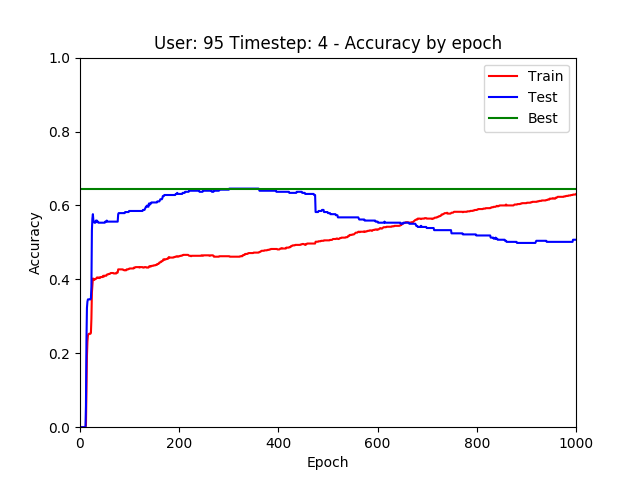 User: 95 Timestep: 4 - Accuracy by epoch
1.0
0.8
0.6
0.4
0.2
0.0
Accuracy
Train
Test
Best
0 200 400 600 800 1000
Epoch